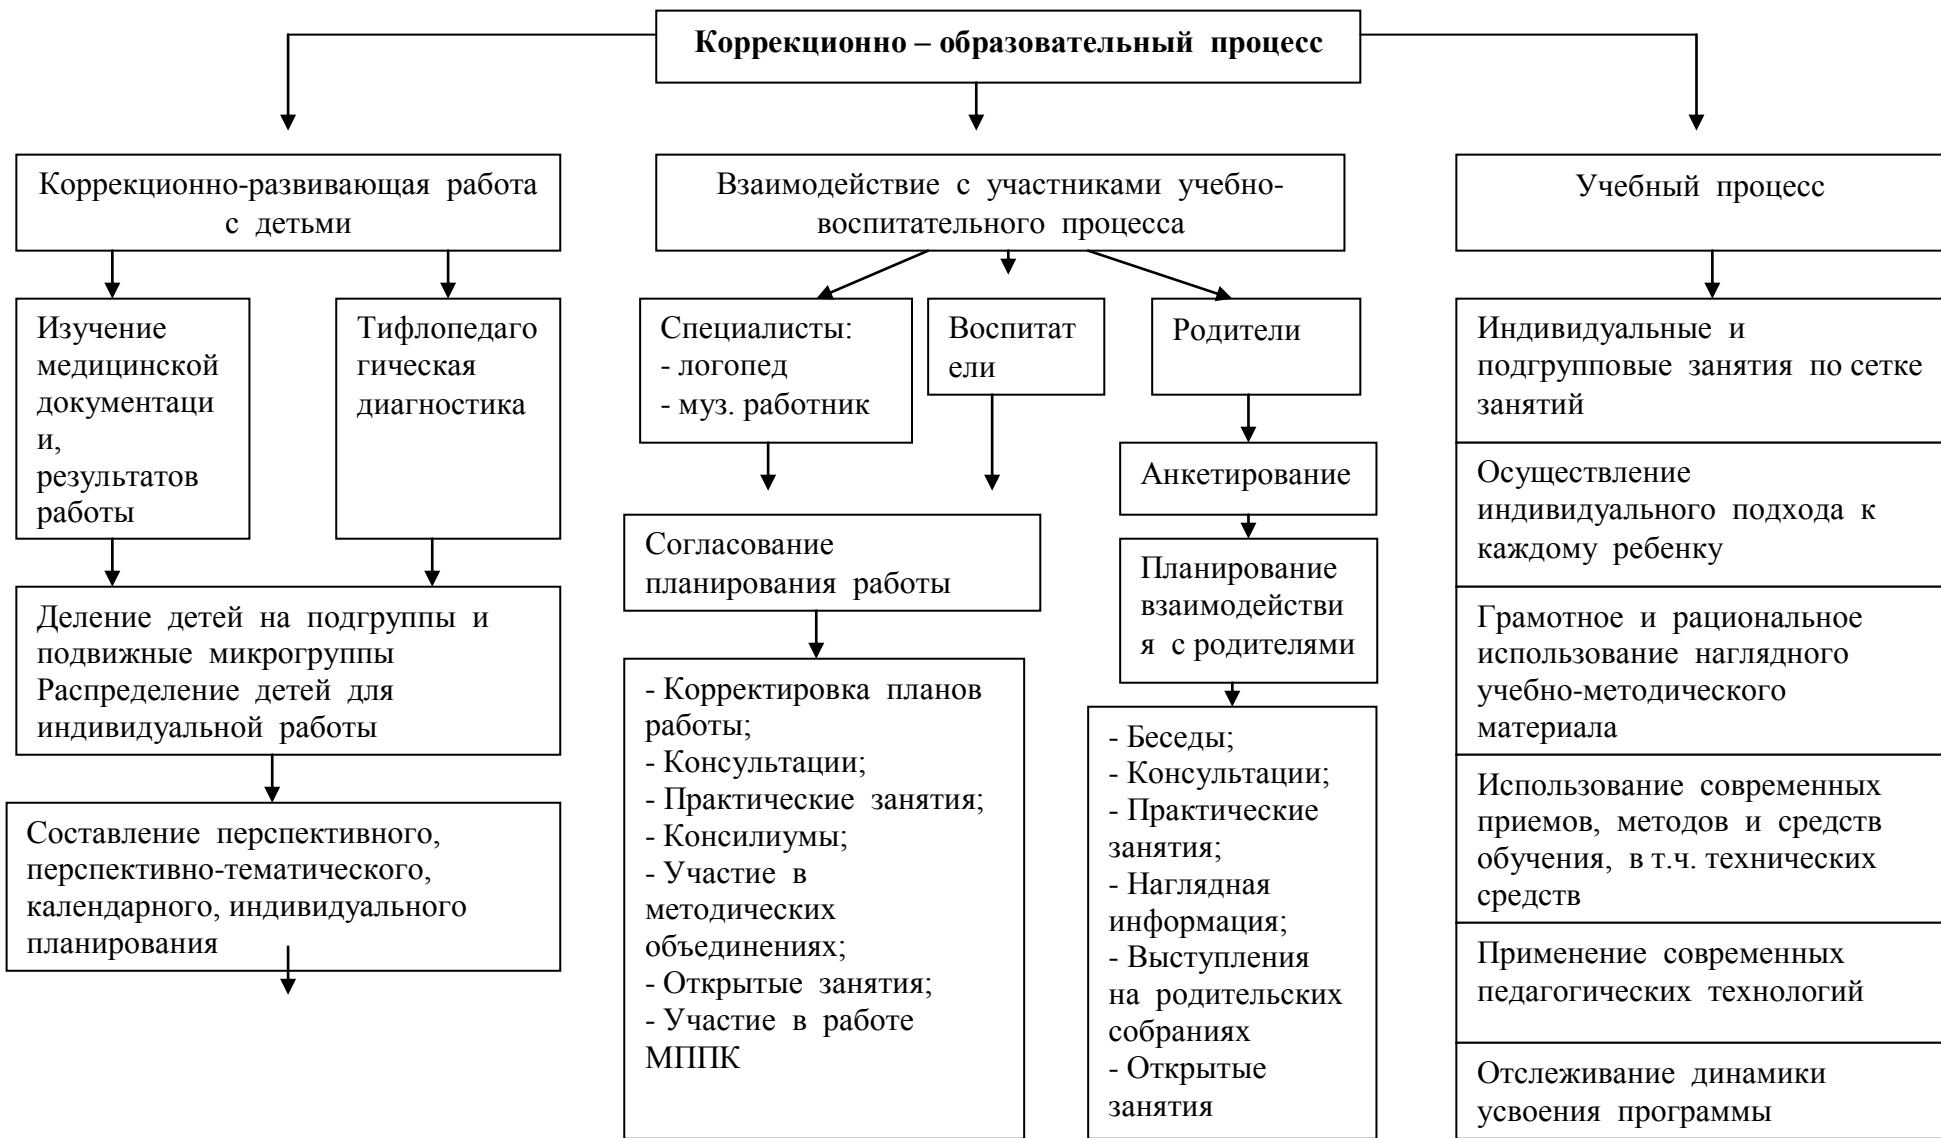 Коррекционно – образовательный процесс
Коррекционно-развивающая работа
с детьми
Взаимодействие с участниками учебно-
воспитательного процесса
Учебный процесс
Изучение
медицинской
документаци
и,
результатов
работы
Тифлопедаго
гическая
диагностика
Специалисты:
- логопед
- муз. работник
Воспитат
ели
Родители
Индивидуальные и
подгрупповые занятия по сетке
занятий
Анкетирование
Осуществление
индивидуального подхода к
каждому ребенку
Согласование
планирования работы
Планирование
взаимодействи
я с родителями
Деление детей на подгруппы и
подвижные микрогруппы
Распределение детей для
индивидуальной работы
Грамотное и рациональное
использование наглядного
учебно-методического
материала
- Корректировка планов
работы;
- Консультации;
- Практические занятия;
- Консилиумы;
- Участие в
методических
объединениях;
- Открытые занятия;
- Участие в работе
МППК
- Беседы;
- Консультации;
- Практические
занятия;
- Наглядная
информация;
- Выступления
на родительских
собраниях
- Открытые
занятия
Составление перспективного,
перспективно-тематического,
календарного, индивидуального
планирования
Использование современных
приемов, методов и средств
обучения, в т.ч. технических
средств
Применение современных
педагогических технологий
Отслеживание динамики
усвоения программы